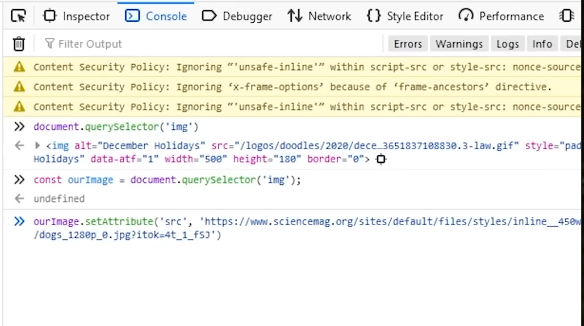 Inspector Console Debugger Network Style Editor Performance
Filter Output Errors Warnings Logs Info
Content Security Policy: Ignoring “'unsafe-inline'” within script-src or style-src: nonce-source
Content Security Policy: Ignoring ‘x-frame-options’ because of ‘frame-ancestors’ directive.
Content Security Policy: Ignoring “'unsafe-inline'” within script-src or style-src: nonce-source
document.querySelector('img')
<img alt="December Holidays" src="/logos/doodles/2020/dece…3651837108830.3-law.gif" style="pad
Holidays" data-atf="1" width="500" height="180" border="0">
const ourImage = document.querySelector('img');
undefined
ourImage.setAttribute('src', 'https://www.sciencemag.org/sites/default/files/styles/inline__450w
/dogs_1280p_0.jpg?itok=4t_1_fSJ')